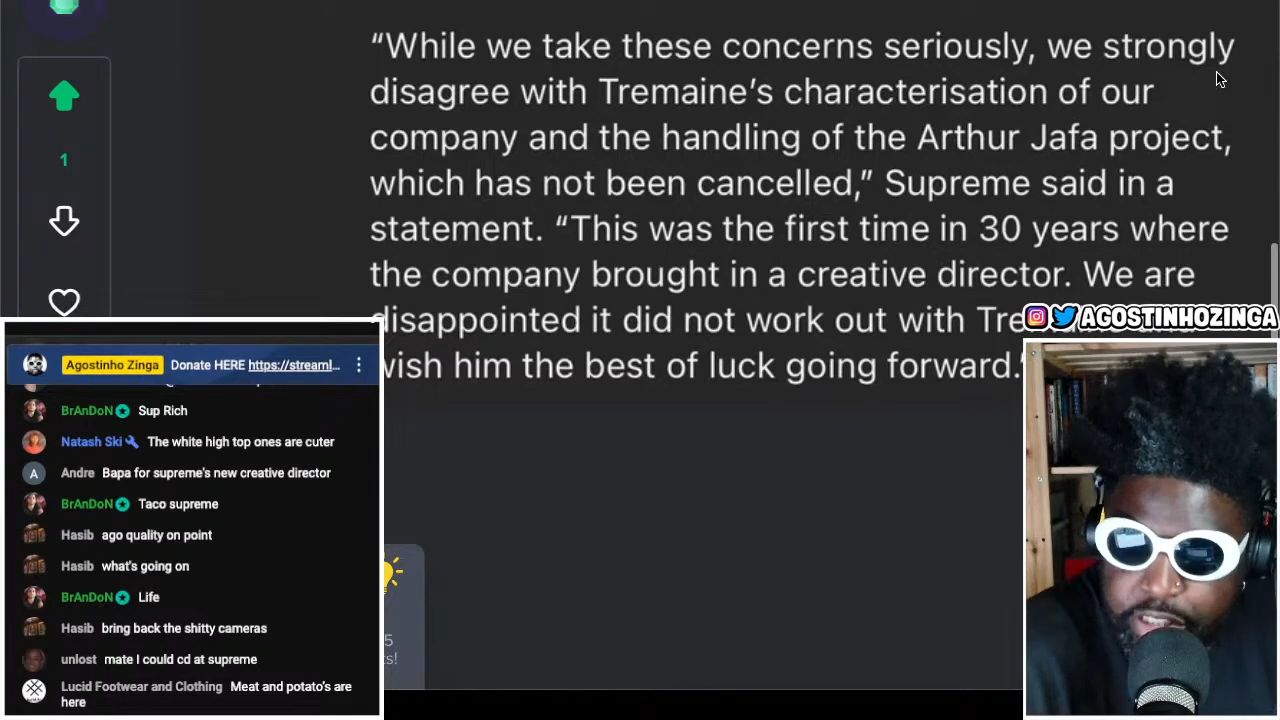 “While we take these concerns seriously, we strongly
disagree with Tremaine’s characterisation of our
company and the handling of the Arthur Jafa project,
which has not been cancelled,” Supreme said in a
statement. “This was the first time in 30 years where
the company brought in a creative director. We are
disappointed it did not work out with
wish him the best of luck going forward.”
1
AGOSTINHOZINGA
Agostinho Zinga Donate HERE https://streaml...
BrAnDoN Sup Rich
Natash Ski The white high top ones are cuter
A Andre Bapa for supreme's new creative director
BrAnDoN Taco supreme
Hasib ago quality on point
Hasib what's going on
BrAnDoN Life
Hasib bring back the shitty cameras
unlost mate I could cd at supreme
Lucid Footwear and Clothing Meat and potato's are
here
5